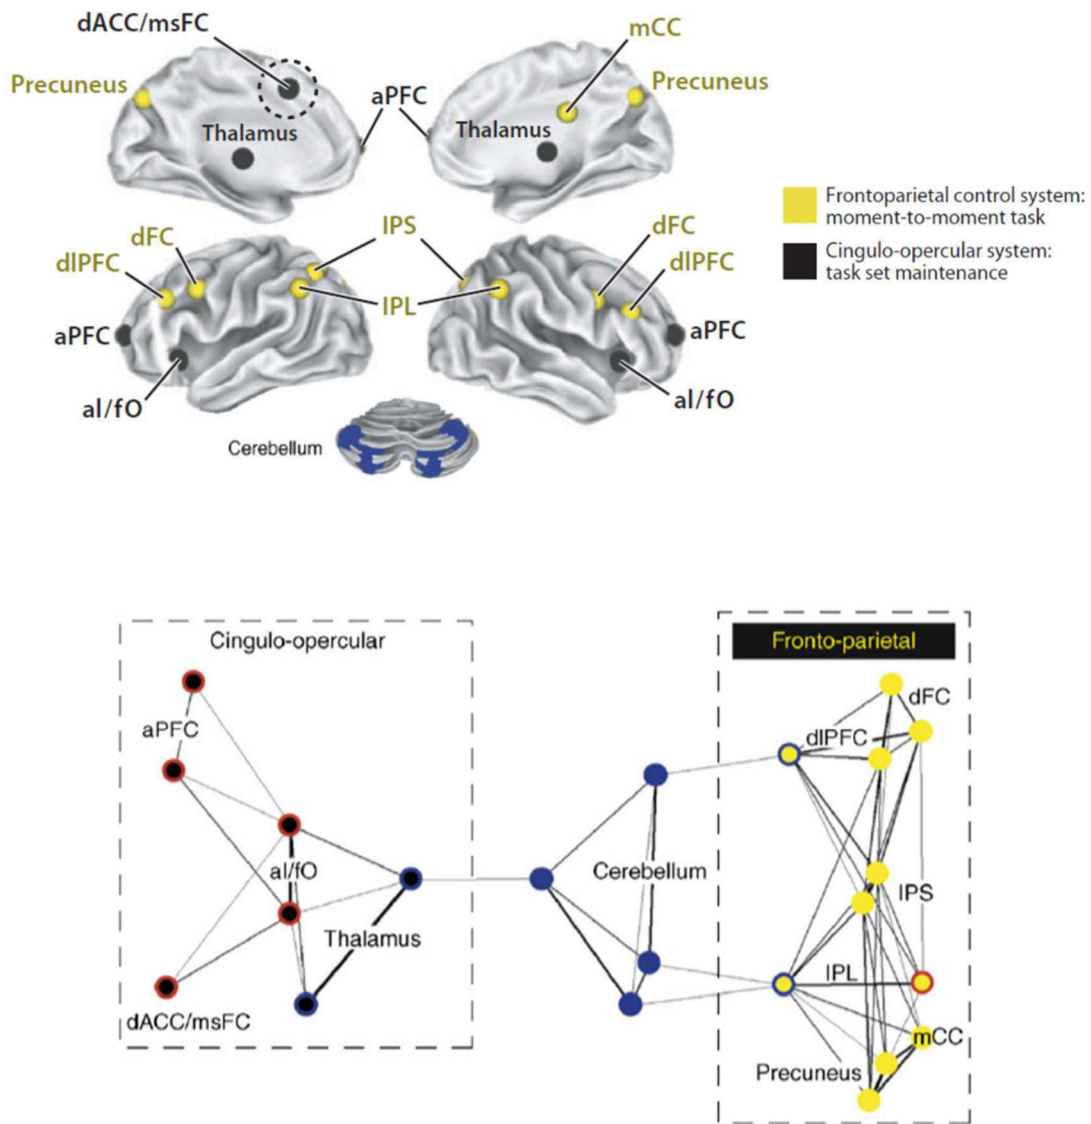 dACC/msFC
mCC
Precuneus
aPFC
Precuneus
Thalamus
Thalamus
Frontoparietal control system:
moment-to-moment task
Cingulo-opercular system:
task set maintenance
dFC
IPS
dFC
dlPFC
dlPFC
IPL
aPFC
aPFC
aI/fO
aI/fO
Cerebellum
Cingulo-opercular
Fronto-parietal
dFC
aPFC
dlPFC
aI/fO
Cerebellum
IPS
Thalamus
IPL
dACC/msFC
mCC
Precuneus